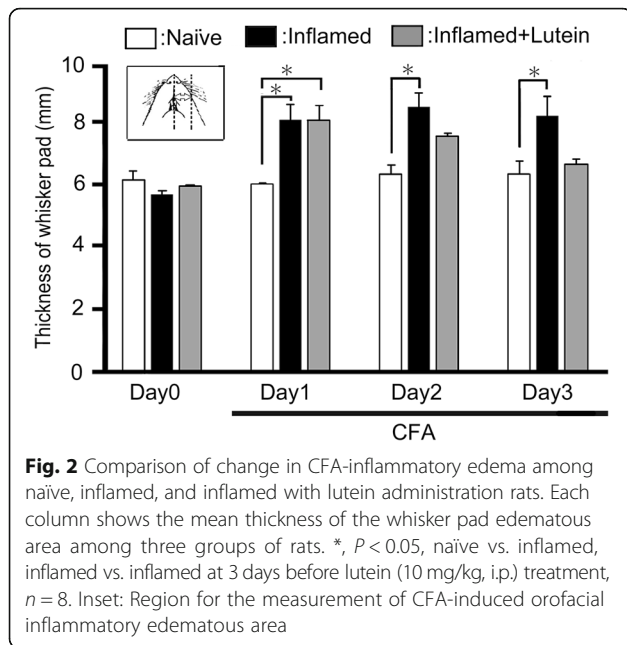 :Naïve :Inflamed :Inflamed+Lutein
Thickness of whisker pad (mm)
10
8
6
4
2
0
* * * *
Day0 Day1 Day2 Day3
CFA
Fig. 2 Comparison of change in CFA-inflammatory edema among
naïve, inflamed, and inflamed with lutein administration rats. Each
column shows the mean thickness of the whisker pad edematous
area among three groups of rats. *, P < 0.05, naïve vs. inflamed,
inflamed vs. inflamed at 3 days before lutein (10 mg/kg, i.p.) treatment,
n = 8. Inset: Region for the measurement of CFA-induced orofacial
inflammatory edematous area